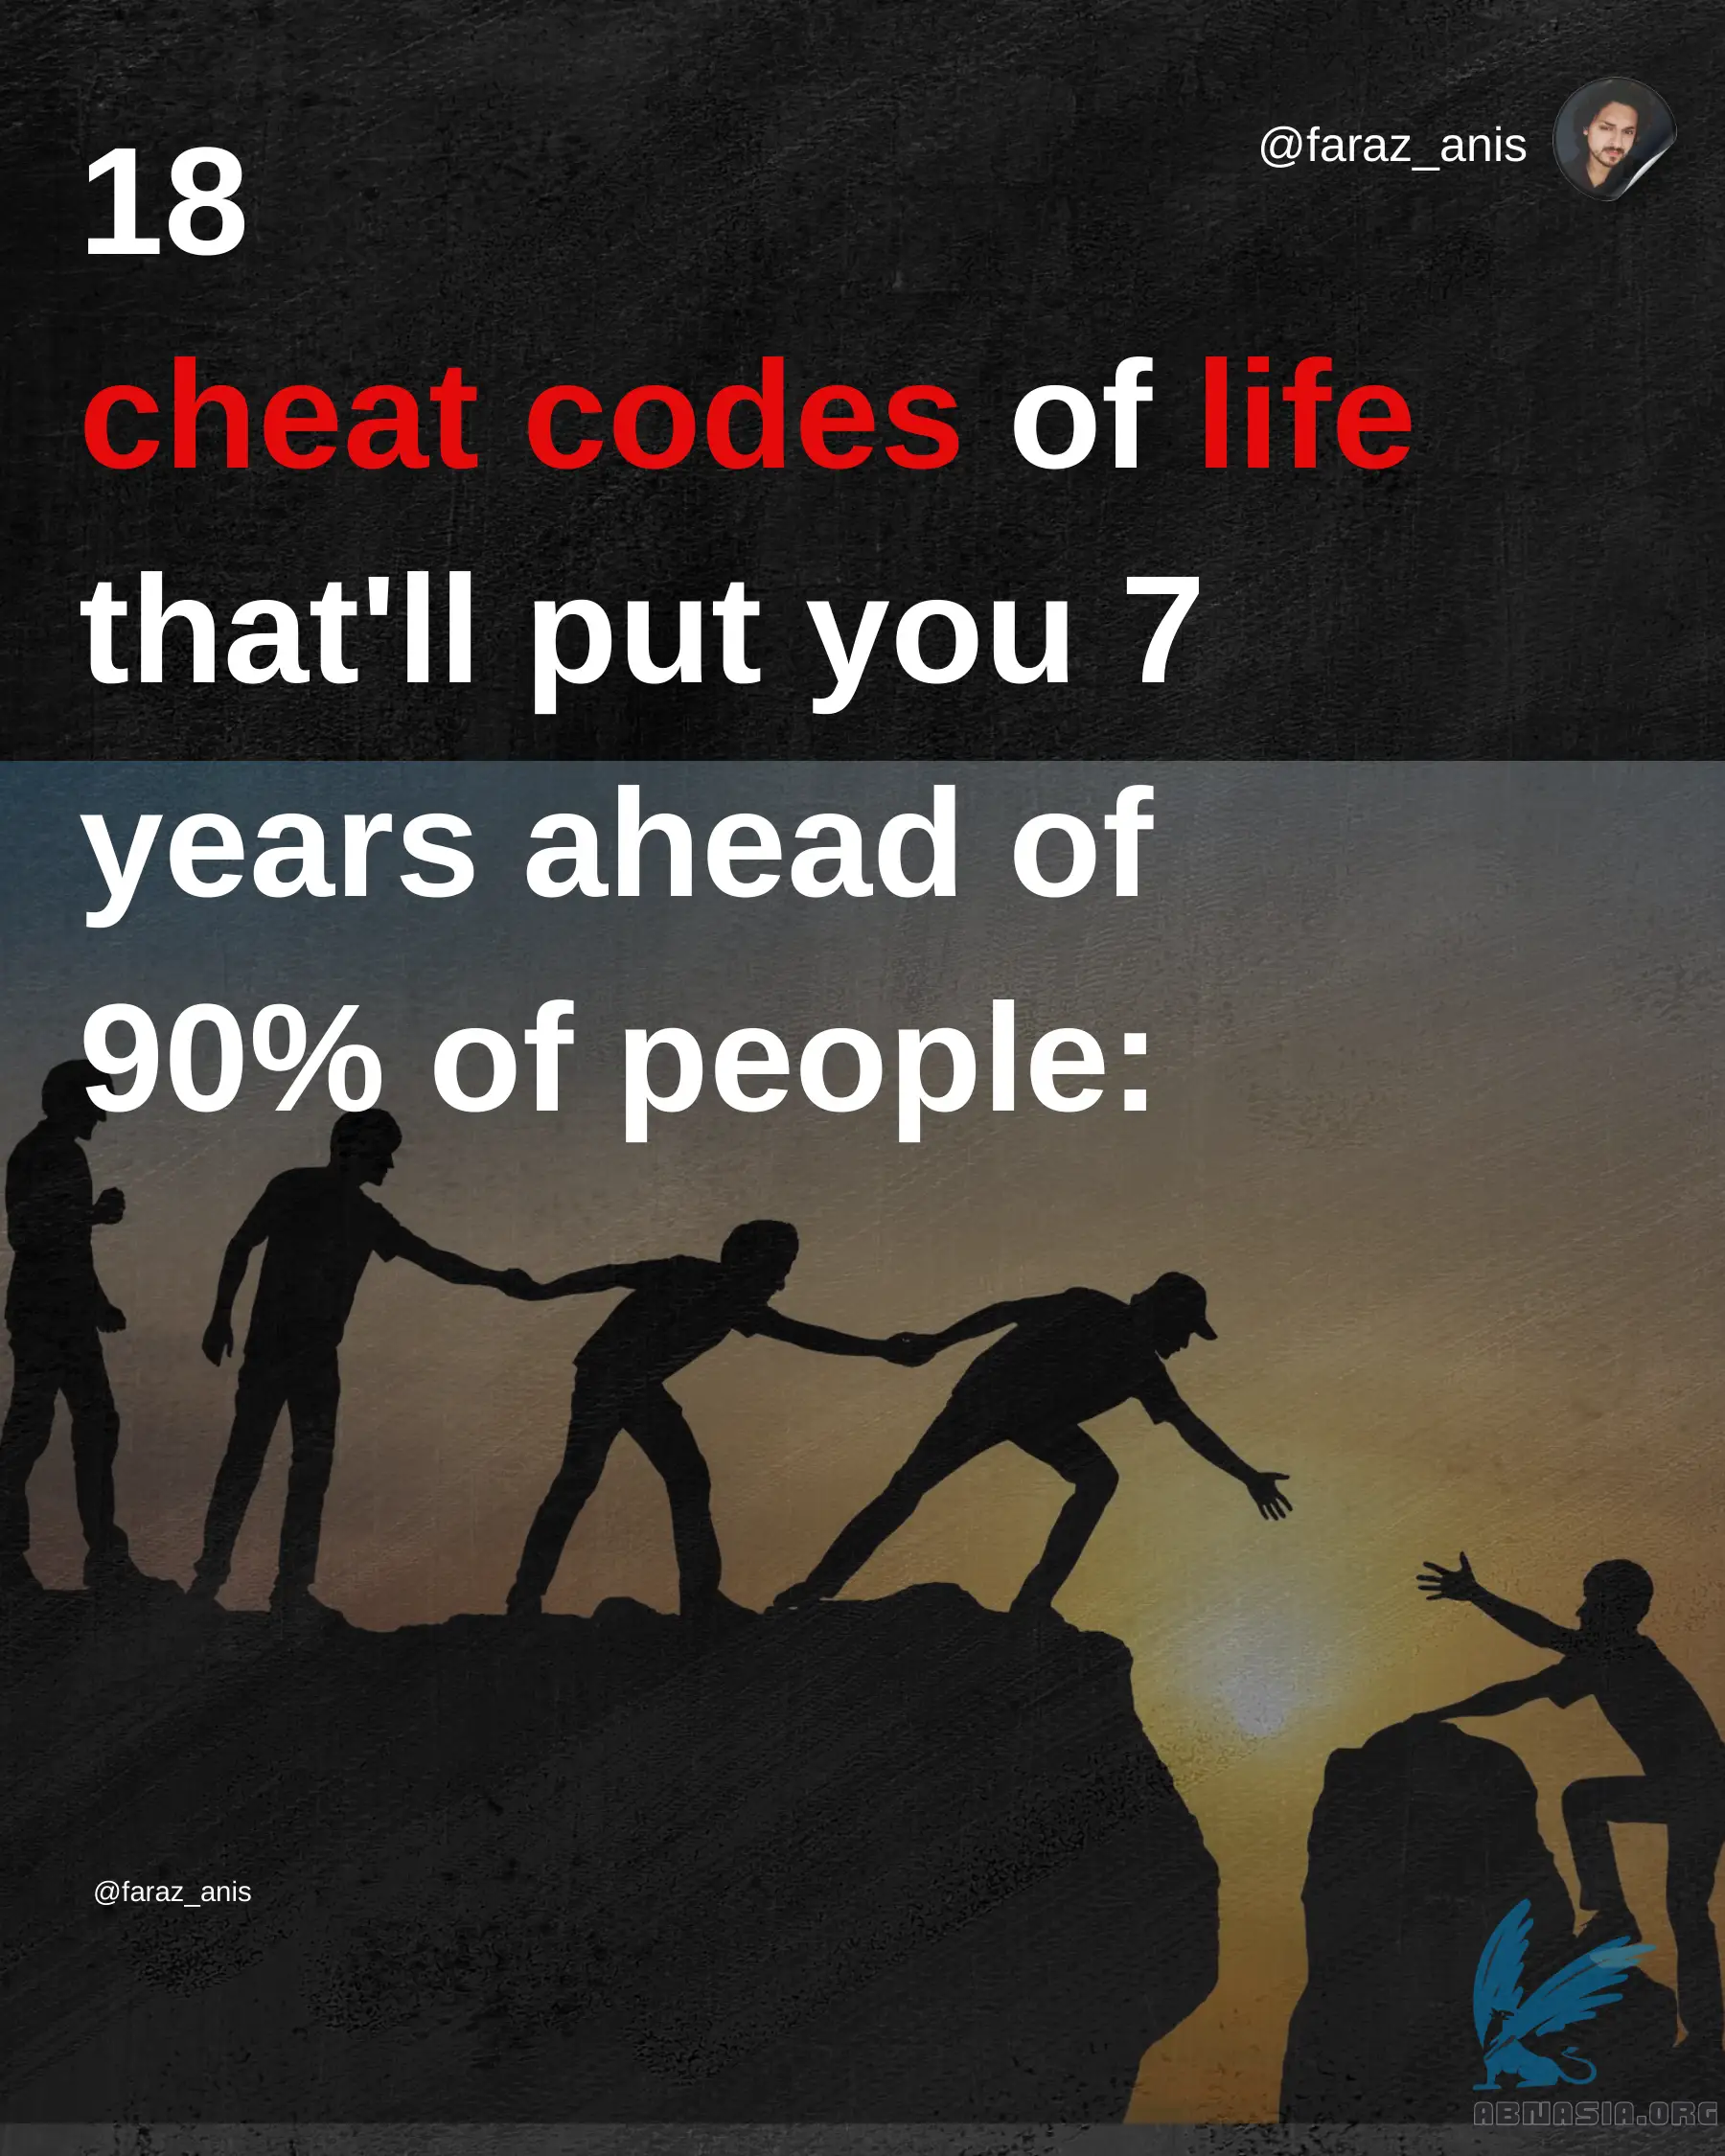 @faraz_anis
18
cheat codes of life
that'll put you 7
years ahead of
90% of people:
@faraz_anis
ABNASIA.ORG